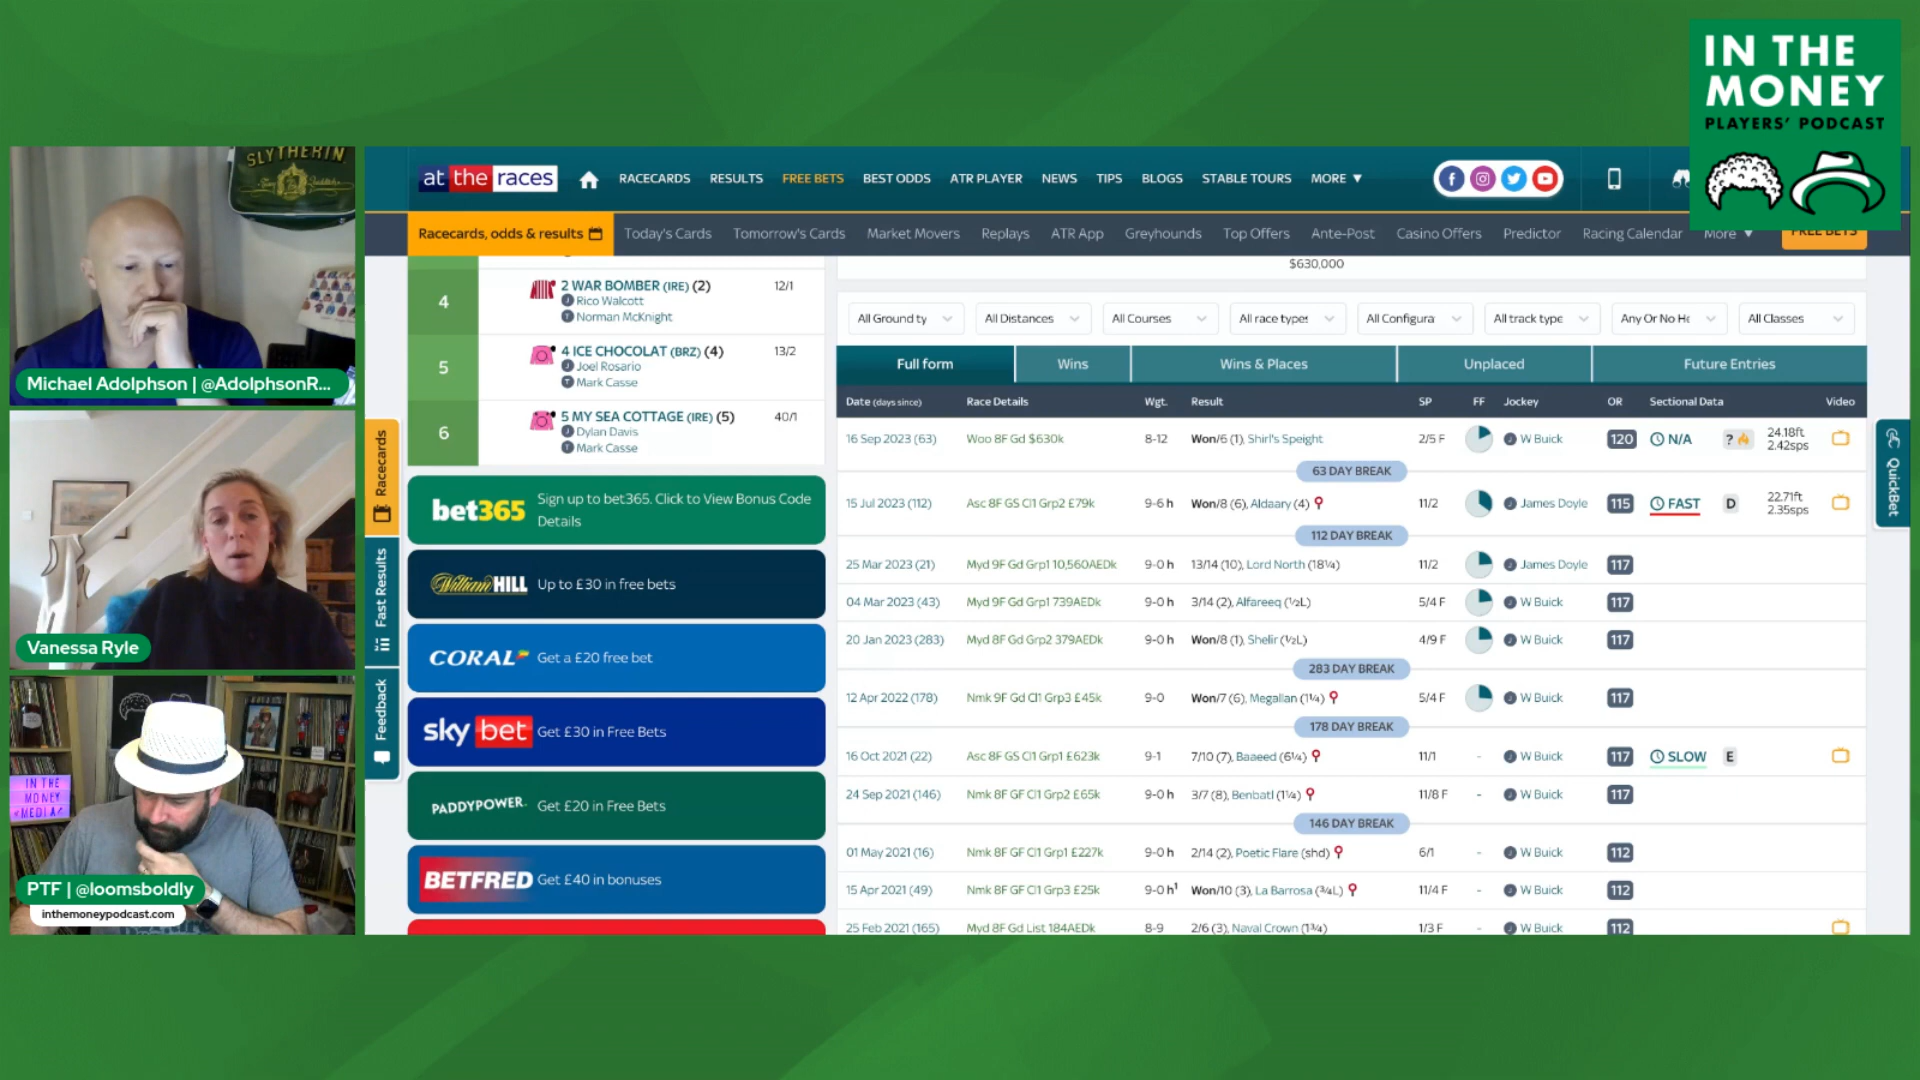 IN THE
MONEY
PLAYERS' PODCAST
SLYTHERIN
Michael Adolphson | @AdolphsonR...
Vanessa Ryle
IN THE
MONEY
MEDIA
PTF | @loomsboldly
inthemoneypodcast.com
at the races
RACECARDS RESULTS FREE BETS BEST ODDS ATR PLAYER NEWS TIPS BLOGS STABLE TOURS MORE ▼
Racecards, odds & results Today's Cards Tomorrow's Cards Market Movers Replays ATR App Greyhounds Top Offers Ante-Post Casino Offers Predictor Racing Calendar More ▼ FREE BETS
Racecards
Fast Results
Feedback
QuickBet
4
2 WAR BOMBER (IRE) (2) 12/1
J Rico Walcott
T Norman McKnight
5
4 ICE CHOCOLAT (BRZ) (4) 13/2
J Joel Rosario
T Mark Casse
6
5 MY SEA COTTAGE (IRE) (5) 40/1
J Dylan Davis
T Mark Casse
bet365 Sign up to bet365. Click to View Bonus Code
Details
William HILL Up to £30 in free bets
CORAL Get a £20 free bet
sky bet Get £30 in Free Bets
PADDYPOWER. Get £20 in Free Bets
BETFRED Get £40 in bonuses
$630,000
All Ground ty All Distances All Courses All race types All Configura All track type Any Or No He All Classes
Full form Wins Wins & Places Unplaced Future Entries
Date (days since) Race Details Wgt. Result SP FF Jockey OR Sectional Data Video
16 Sep 2023 (63) Woo 8F Gd $630k 8-12 Won/6 (1), Shirl's Speight 2/5 F J W Buick 120 N/A ? 24.18ft
2.42sps
63 DAY BREAK
15 Jul 2023 (112) Asc 8F GS Cl1 Grp2 £79k 9-6 h Won/8 (6), Aldaary (4) 11/2 J James Doyle 115 FAST D 22.71ft
2.35sps
112 DAY BREAK
25 Mar 2023 (21) Myd 9F Gd Grp1 10,560AEDk 9-0 h 13/14 (10), Lord North (18¼) 11/2 J James Doyle 117
04 Mar 2023 (43) Myd 9F Gd Grp1 739AEDk 9-0 h 3/14 (2), Alfareeq (½L) 5/4 F J W Buick 117
20 Jan 2023 (283) Myd 8F Gd Grp2 379AEDk 9-0 h Won/8 (1), Shelir (½L) 4/9 F J W Buick 117
283 DAY BREAK
12 Apr 2022 (178) Nmk 9F Gd Cl1 Grp3 £45k 9-0 Won/7 (6), Megallan (1¼) 5/4 F J W Buick 117
178 DAY BREAK
16 Oct 2021 (22) Asc 8F GS Cl1 Grp1 £623k 9-1 7/10 (7), Baaeed (6¼) 11/1 - J W Buick 117 SLOW E
24 Sep 2021 (146) Nmk 8F GF Cl1 Grp2 £65k 9-0 h 3/7 (8), Benbatl (1¼) 11/8 F - J W Buick 117
146 DAY BREAK
01 May 2021 (16) Nmk 8F GF Cl1 Grp1 £227k 9-0 h 2/14 (2), Poetic Flare (shd) 6/1 - J W Buick 112
15 Apr 2021 (49) Nmk 8F GF Cl1 Grp3 £25k 9-0 h¹ Won/10 (3), La Barrosa (¾L) 11/4 F - J W Buick 112
25 Feb 2021 (165) Myd 8F Gd List 184AEDk 8-9 2/6 (3), Naval Crown (1¾) 1/3 F - J W Buick 112